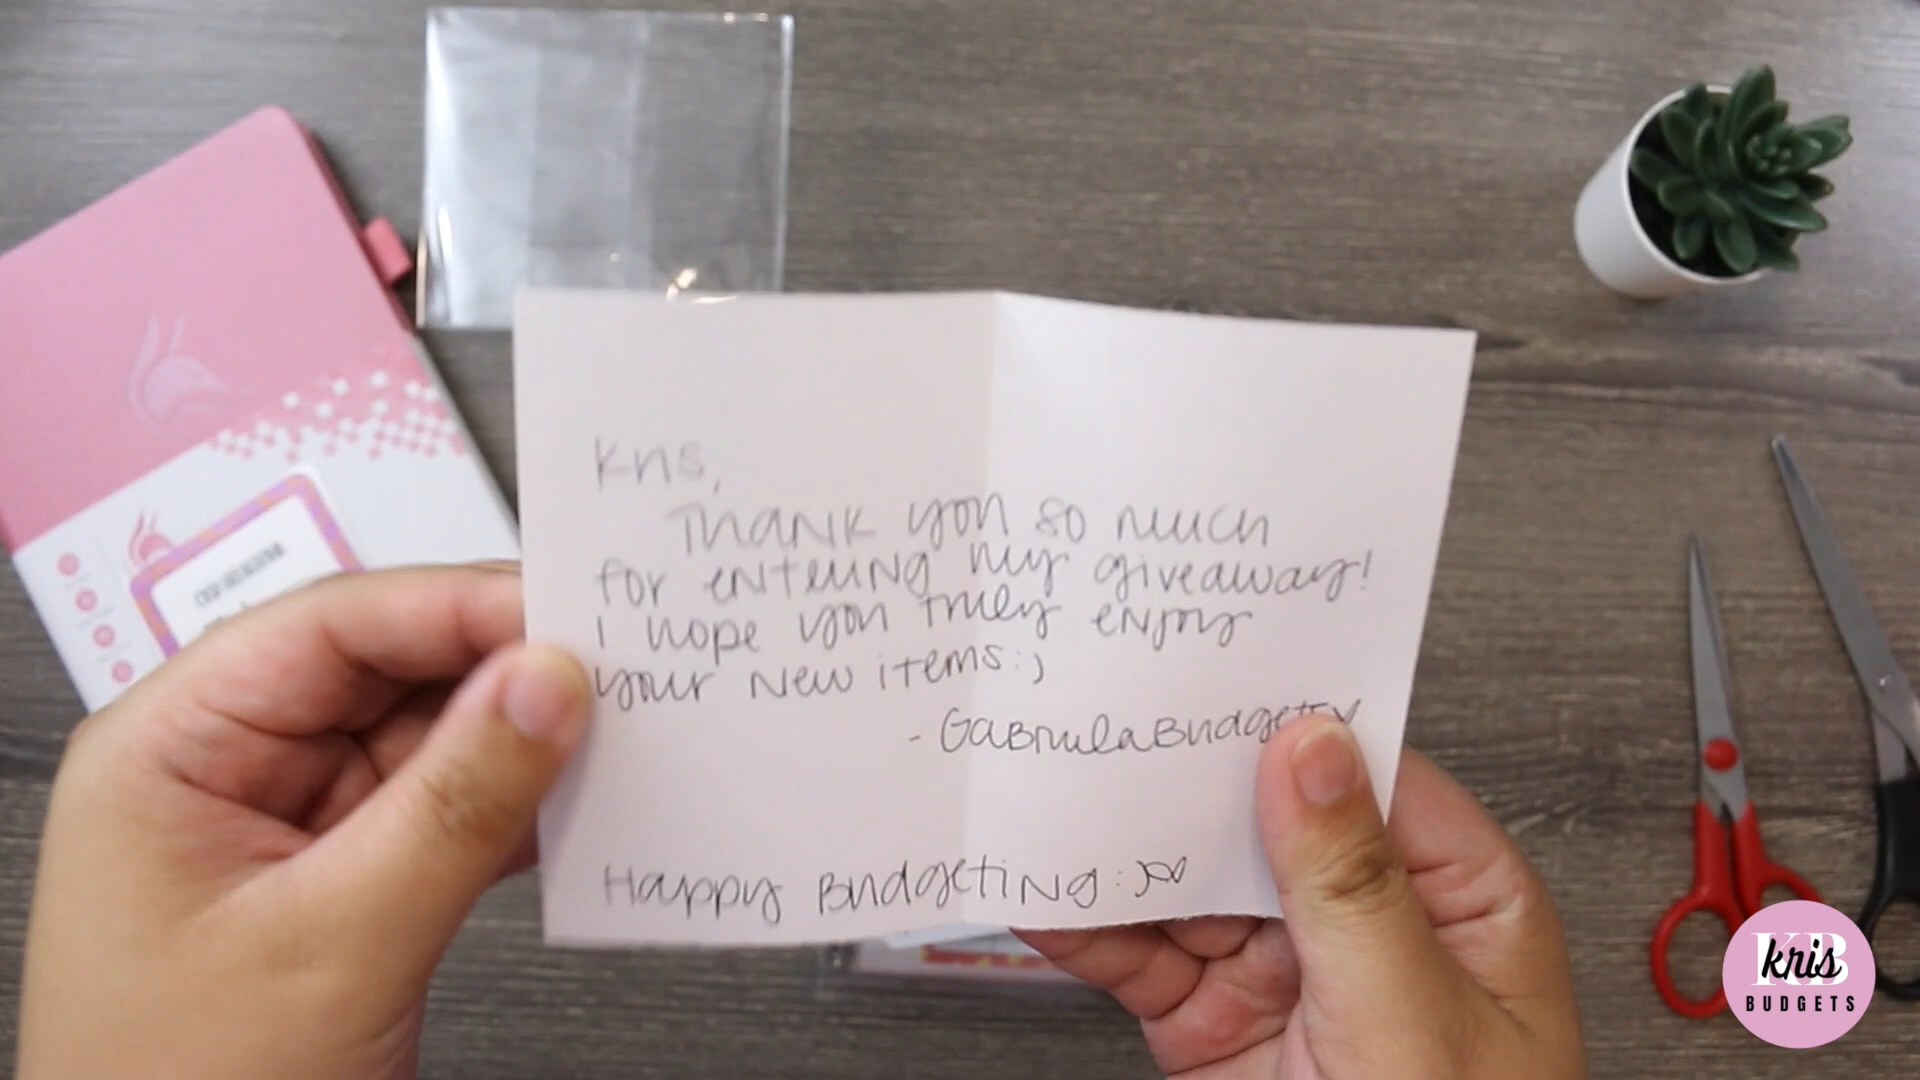 Kris,
Thank you so much
for entering my giveaway!
I hope you truly enjoy
your new items:)
- GabrielaBudgets
Happy Budgeting :)
KB
kris
BUDGETS